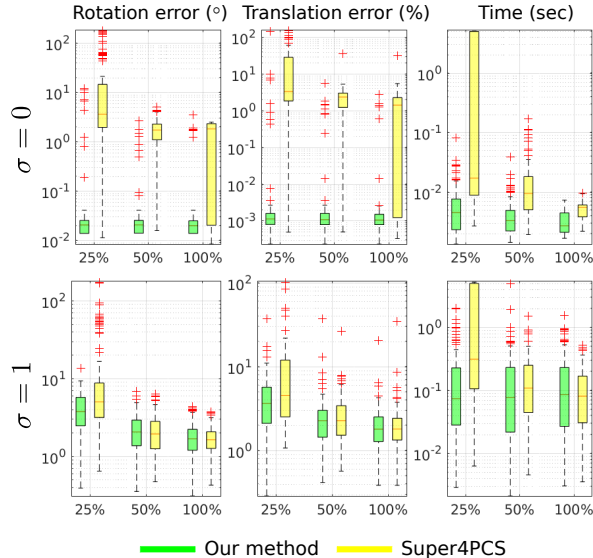 Rotation error (○) Translation error (%) Time (sec)
σ = 0
10² 10¹ 10⁰ 10⁻¹ 10⁻²
10² 10¹ 10⁰ 10⁻¹ 10⁻² 10⁻³
10⁰ 10⁻² 10⁻⁴
25% 50% 100% 25% 50% 100% 25% 50% 100%
σ = 1
10² 10¹ 10⁰
10² 10¹ 10⁰
10⁰ 10⁻¹ 10⁻²
25% 50% 100% 25% 50% 100% 25% 50% 100%
Our method Super4PCS